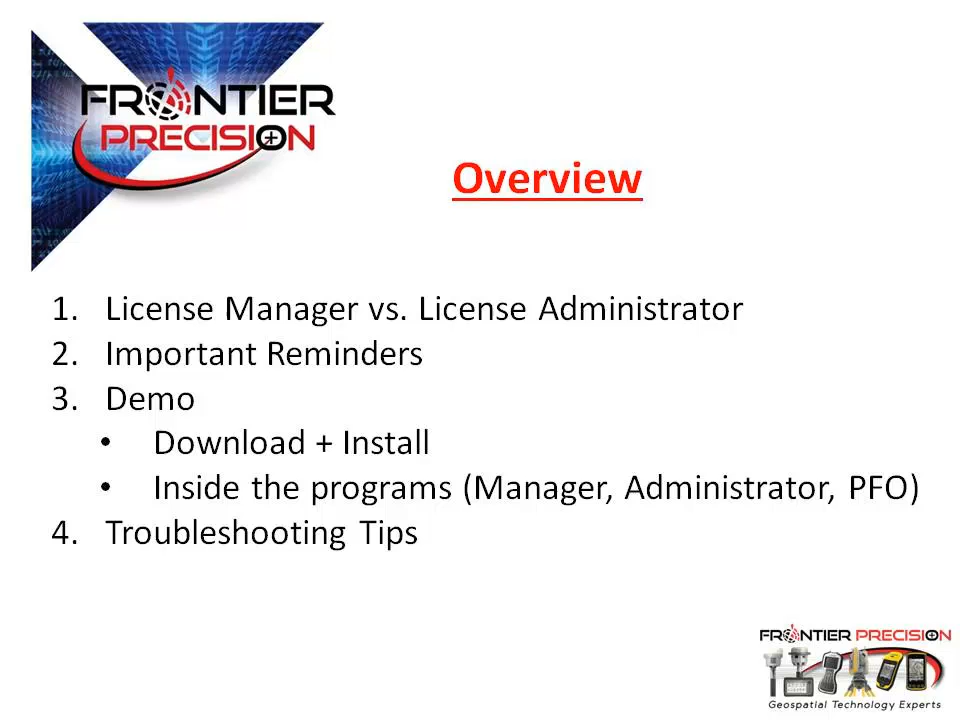 FRONTIER
PRECISION
Overview
1. License Manager vs. License Administrator
2. Important Reminders
3. Demo
• Download + Install
• Inside the programs (Manager, Administrator, PFO)
4. Troubleshooting Tips
FRONTIER PRECISION
Geospatial Technology Experts